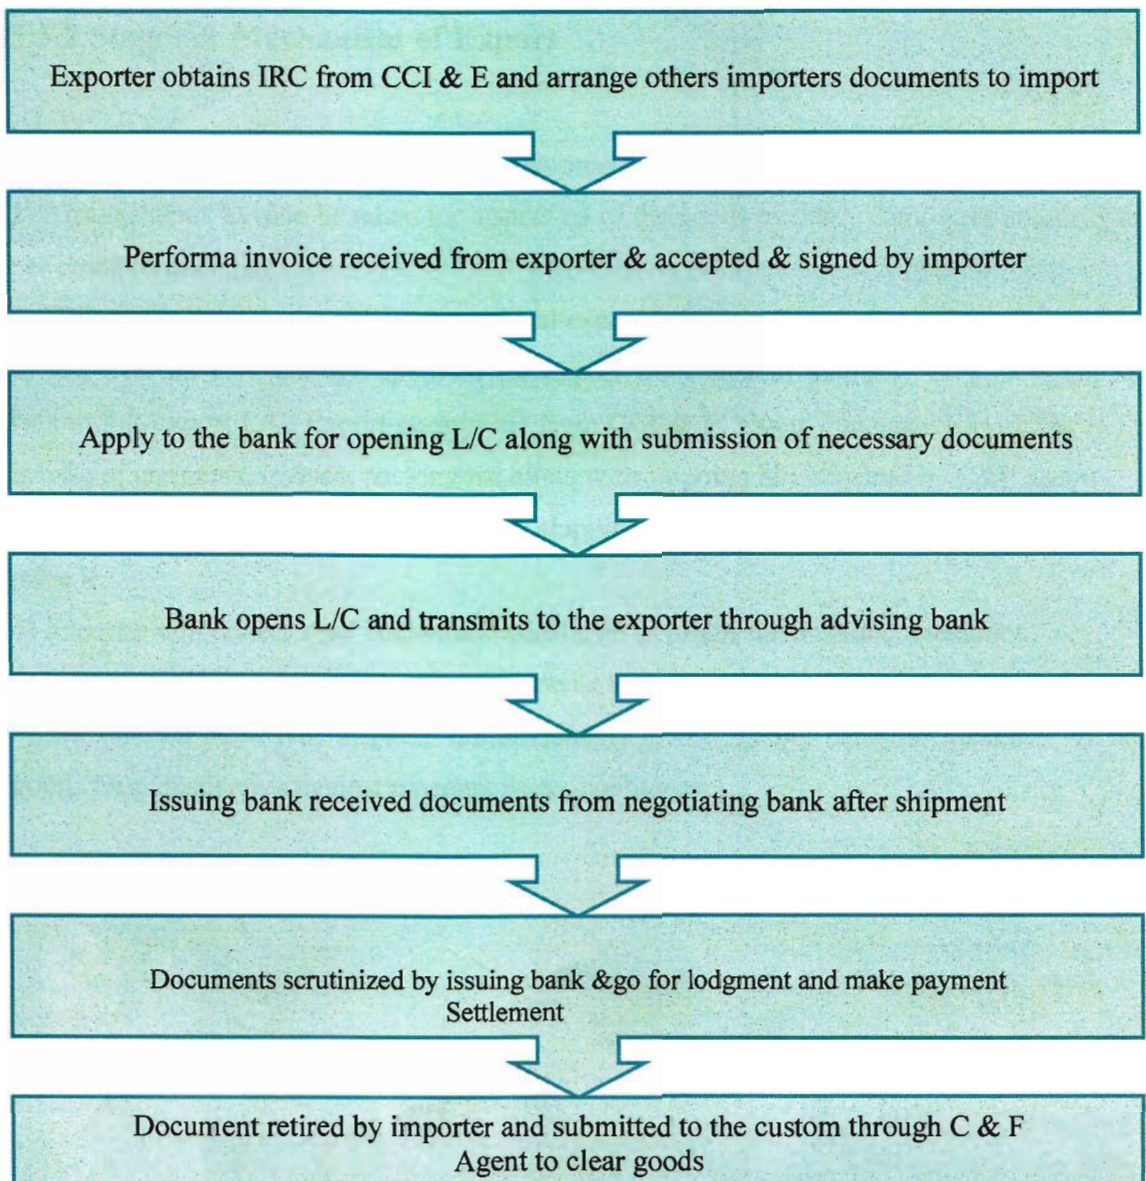 Exporter obtains IRC from CCI & E and arrange others importers documents to import
Performa invoice received from exporter & accepted & signed by importer
Apply to the bank for opening L/C along with submission of necessary documents
Bank opens L/C and transmits to the exporter through advising bank
Issuing bank received documents from negotiating bank after shipment
Documents scrutinized by issuing bank &go for lodgment and make payment
Settlement
Document retired by importer and submitted to the custom through C & F
Agent to clear goods